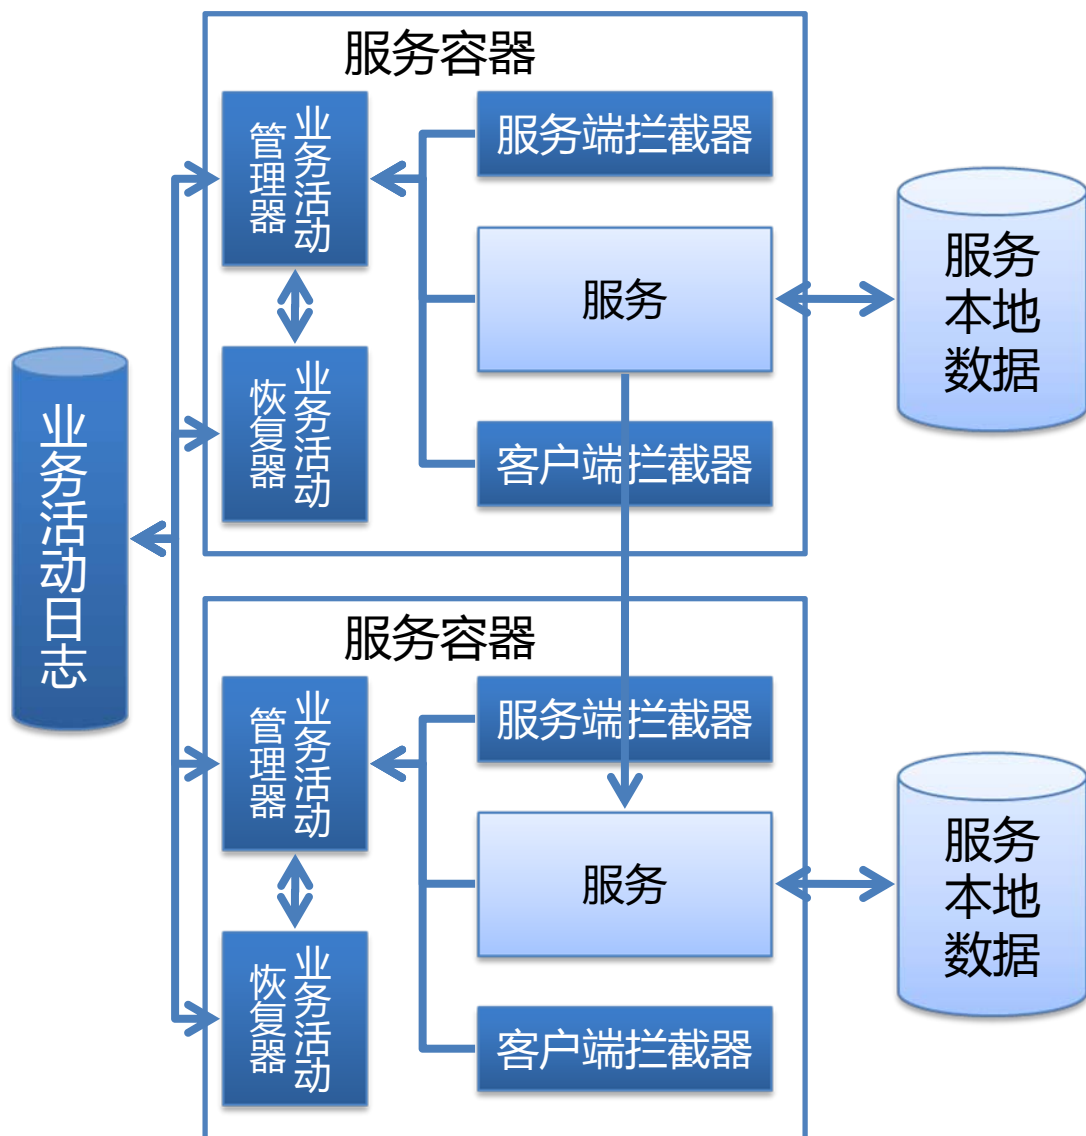 服务容器
业务活动
管理器
服务端拦截器
服务
业务活动
恢复器
客户端拦截器
服务
本地
数据
业务活动日志
服务容器
业务活动
管理器
服务端拦截器
服务
业务活动
恢复器
客户端拦截器
服务
本地
数据